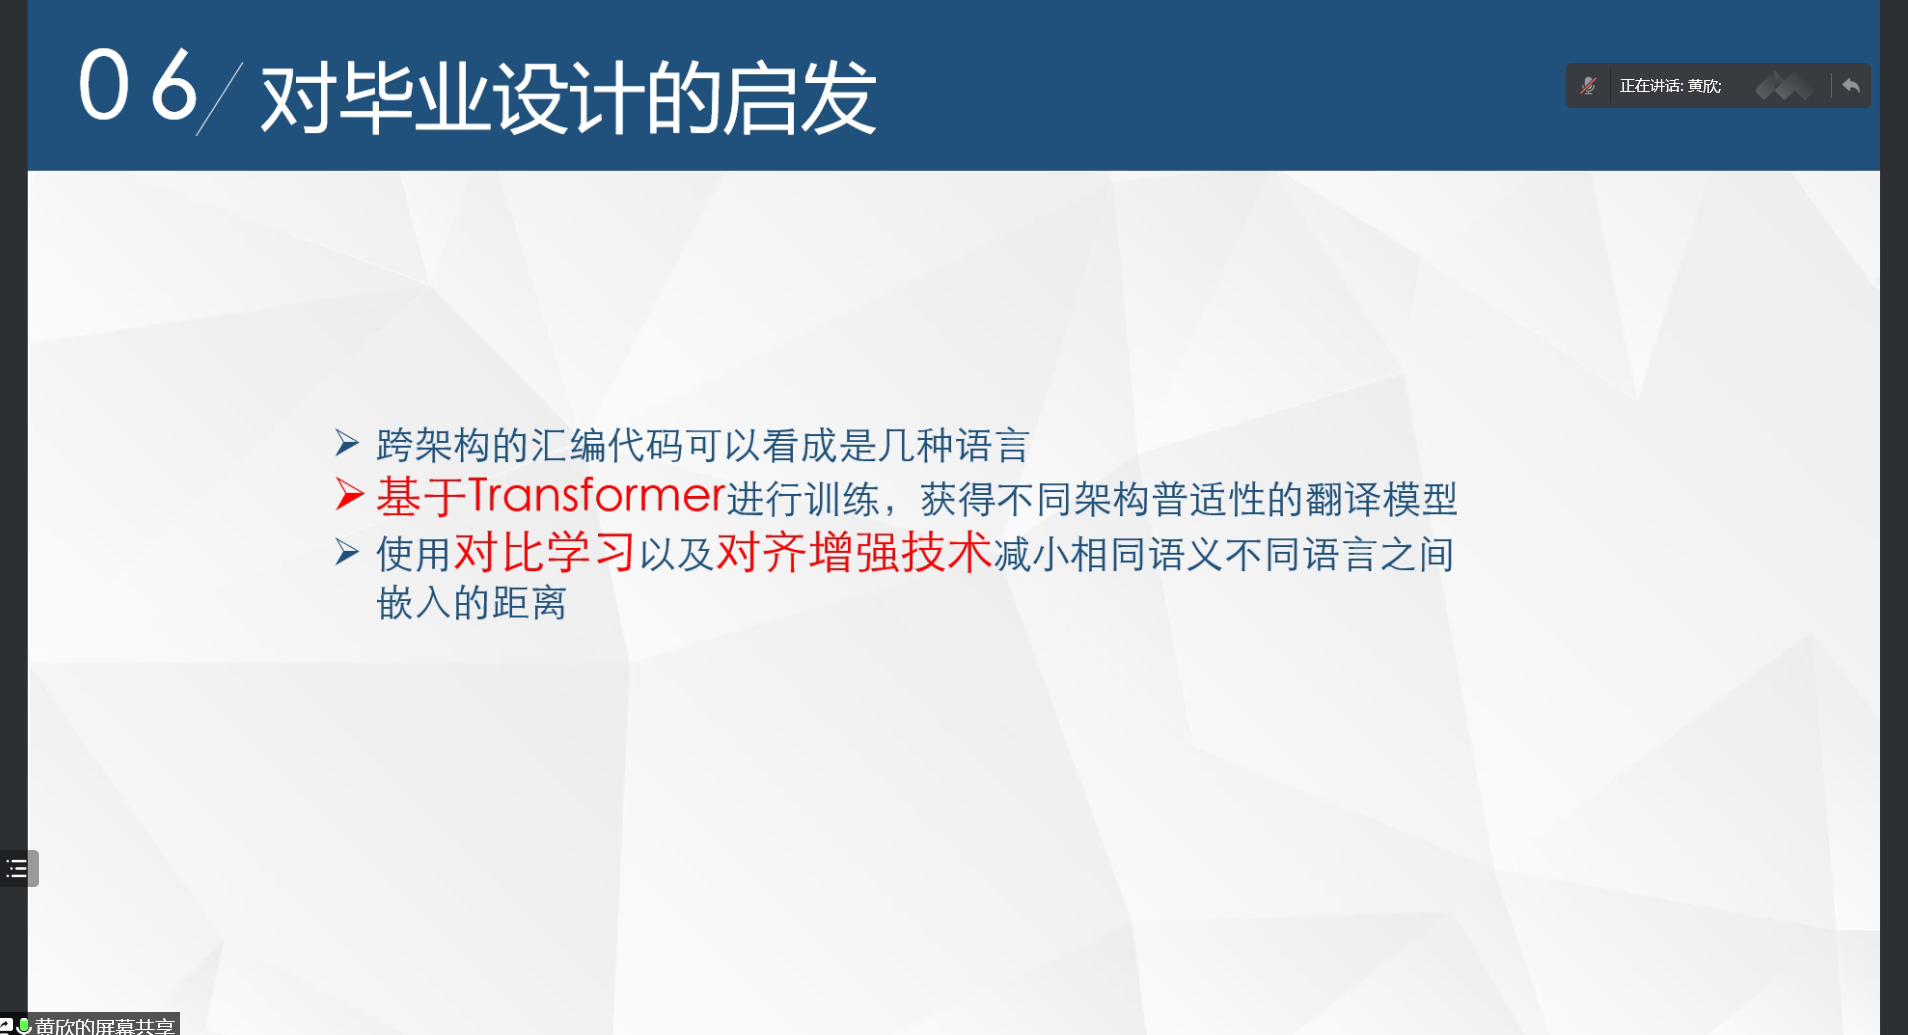 06/对毕业设计的启发
正在讲话: 黄欣;
跨架构的汇编代码可以看成是几种语言
基于Transformer进行训练，获得不同架构普适性的翻译模型
使用对比学习以及对齐增强技术减小相同语义不同语言之间
嵌入的距离
黄欣的屏幕共享